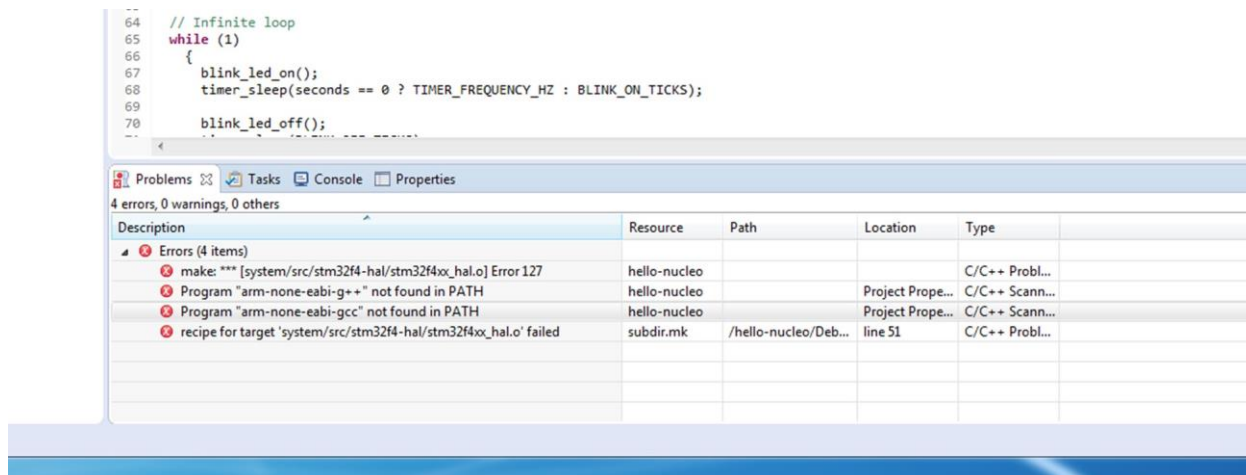 64 // Infinite loop
65 while (1)
66 {
67 blink_led_on();
68 timer_sleep(seconds == 0 ? TIMER_FREQUENCY_HZ : BLINK_ON_TICKS);
69
70 blink_led_off();
Problems Tasks Console Properties
4 errors, 0 warnings, 0 others
Description Resource Path Location Type
Errors (4 items)
make: *** [system/src/stm32f4-hal/stm32f4xx_hal.o] Error 127 hello-nucleo C/C++ Probl...
Program "arm-none-eabi-g++" not found in PATH hello-nucleo Project Prope... C/C++ Scann...
Program "arm-none-eabi-gcc" not found in PATH hello-nucleo Project Prope... C/C++ Scann...
recipe for target 'system/src/stm32f4-hal/stm32f4xx_hal.o' failed subdir.mk /hello-nucleo/Deb... line 51 C/C++ Probl...